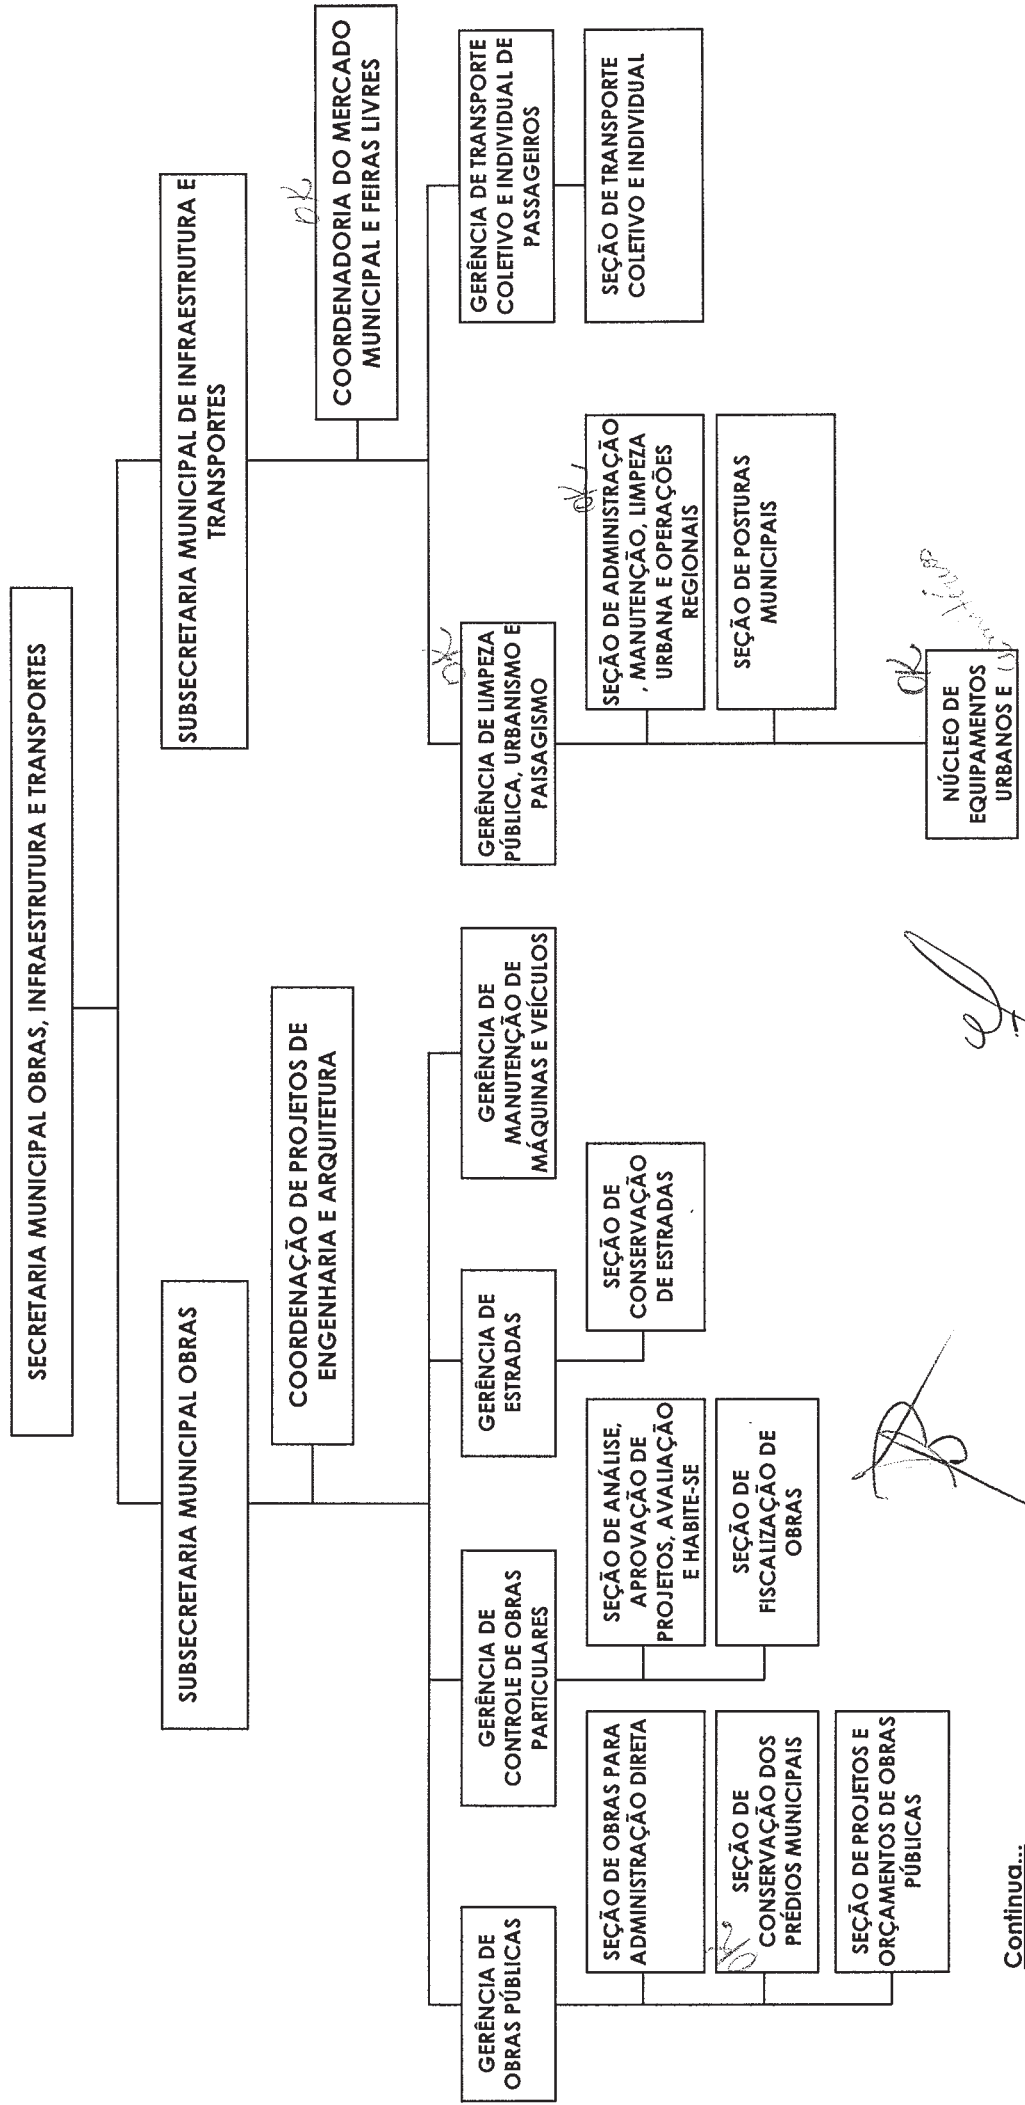 SECRETARIA MUNICIPAL OBRAS, INFRAESTRUTURA E TRANSPORTES
SUBSECRETARIA MUNICIPAL OBRAS
COORDENAÇÃO DE PROJETOS DE
ENGENHARIA E ARQUITETURA
GERÊNCIA DE
OBRAS PÚBLICAS
SEÇÃO DE OBRAS PARA
ADMINISTRAÇÃO DIRETA
OK
SEÇÃO DE
CONSERVAÇÃO DOS
PRÉDIOS MUNICIPAIS
SEÇÃO DE PROJETOS E
ORÇAMENTOS DE OBRAS
PÚBLICAS
GERÊNCIA DE
CONTROLE DE OBRAS
PARTICULARES
SEÇÃO DE ANÁLISE,
APROVAÇÃO DE
PROJETOS, AVALIAÇÃO
E HABITE-SE
SEÇÃO DE
FISCALIZAÇÃO DE
OBRAS
GERÊNCIA DE
ESTRADAS
SEÇÃO DE
CONSERVAÇÃO
DE ESTRADAS
GERÊNCIA DE
MANUTENÇÃO DE
MÁQUINAS E VEÍCULOS
SUBSECRETARIA MUNICIPAL DE INFRAESTRUTURA E
TRANSPORTES
OK
COORDENADORIA DO MERCADO
MUNICIPAL E FEIRAS LIVRES
OK
GERÊNCIA DE LIMPEZA
PÚBLICA, URBANISMO E
PAISAGISMO
OK
SEÇÃO DE ADMINISTRAÇÃO
, MANUTENÇÃO, LIMPEZA
URBANA E OPERAÇÕES
REGIONAIS
SEÇÃO DE POSTURAS
MUNICIPAIS
OK
NÚCLEO DE
EQUIPAMENTOS
URBANOS E
GERÊNCIA DE TRANSPORTE
COLETIVO E INDIVIDUAL DE
PASSAGEIROS
SEÇÃO DE TRANSPORTE
COLETIVO E INDIVIDUAL
Continua...